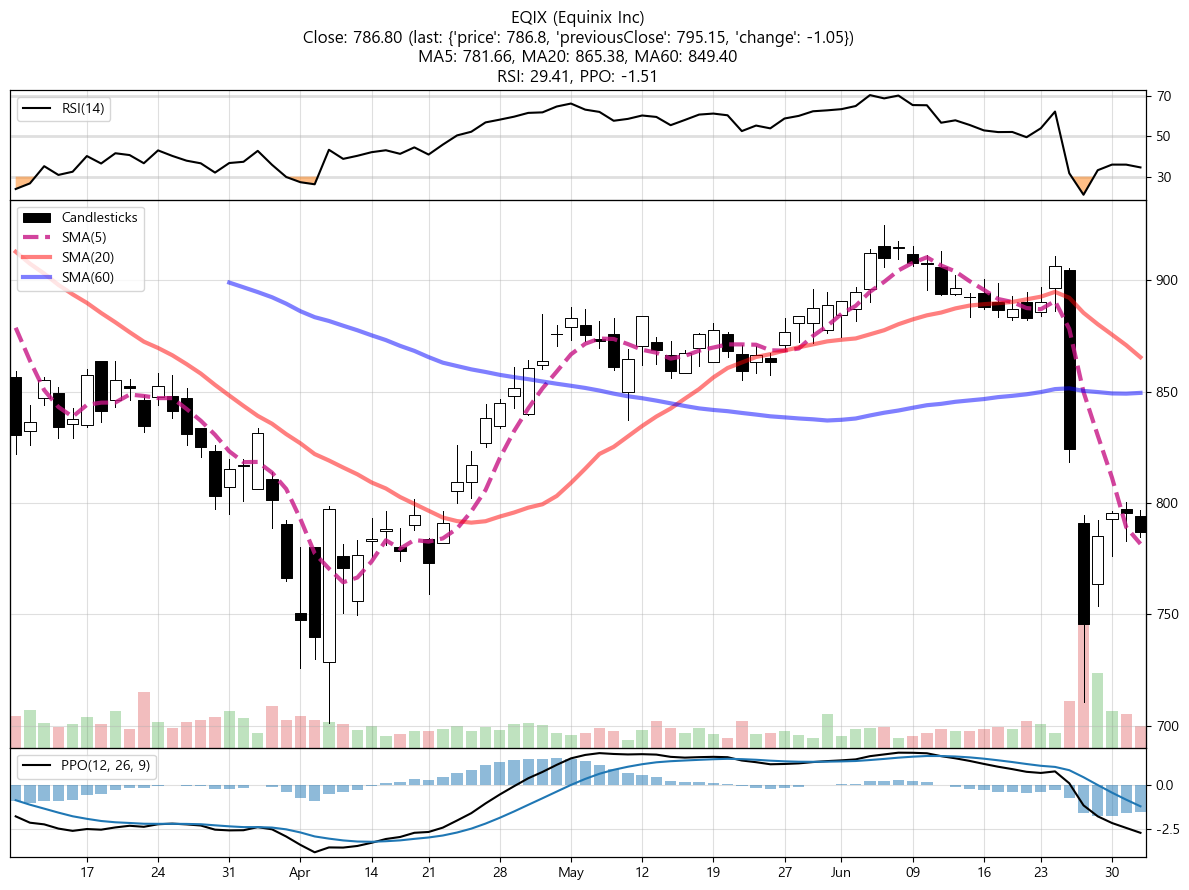 EQIX (Equinix Inc)
Close: 786.80 (last: {'price': 786.8, 'previousClose': 795.15, 'change': -1.05})
MA5: 781.66, MA20: 865.38, MA60: 849.40
RSI: 29.41, PPO: -1.51
RSI(14)
70
50
30
Candlesticks
SMA(5)
SMA(20)
SMA(60)
900
850
800
750
700
PPO(12, 26, 9)
0.0
-2.5
17 24 31 Apr 14 21 28 May 12 19 27 Jun 09 16 23 30